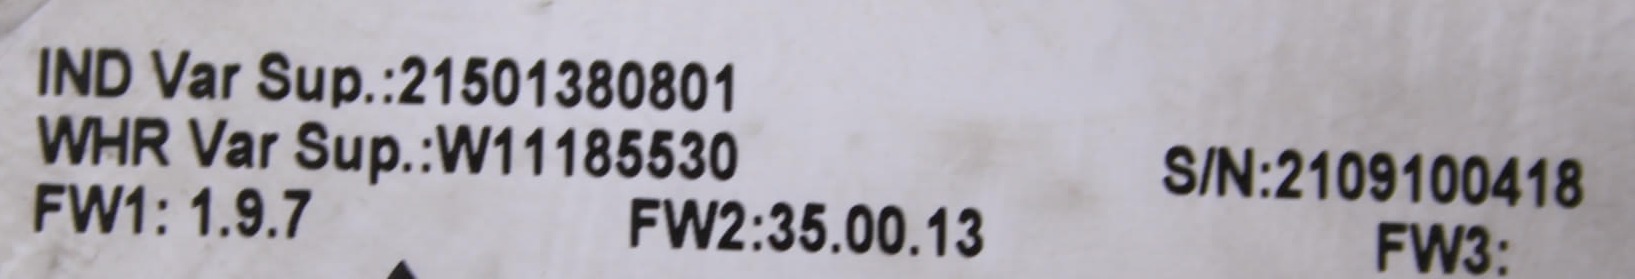 IND Var Sup.:21501380801
WHR Var Sup.:W11185530
S/N:2109100418
FW1: 1.9.7 FW2:35.00.13 FW3: